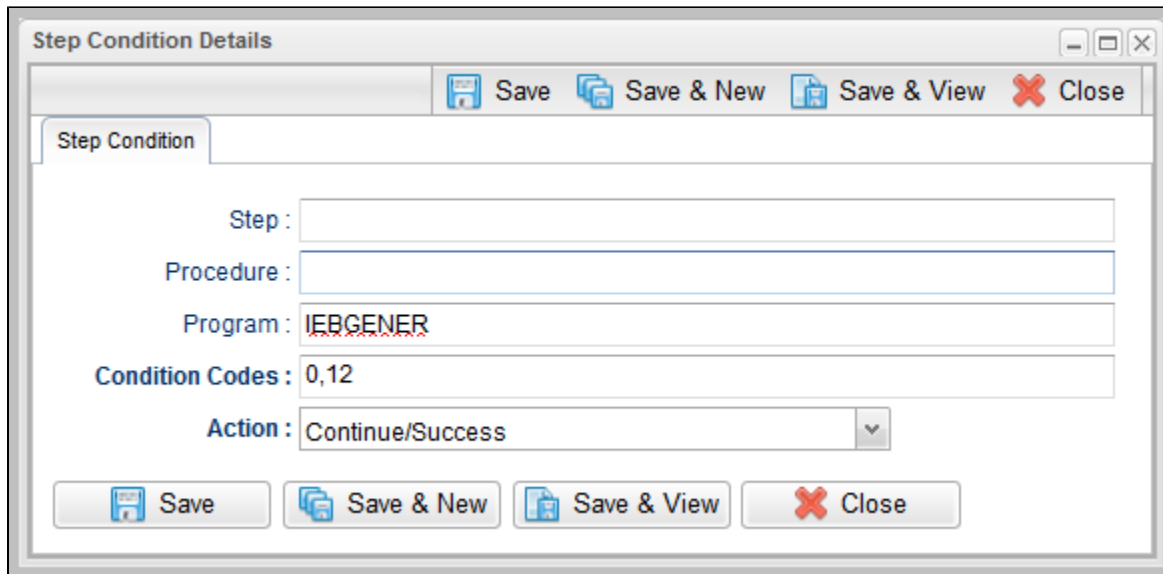 Step Condition Details
Save Save & New Save & View Close
Step Condition
Step :
Procedure :
Program : IEBGENER
Condition Codes : 0,12
Action : Continue/Success
Save Save & New Save & View Close